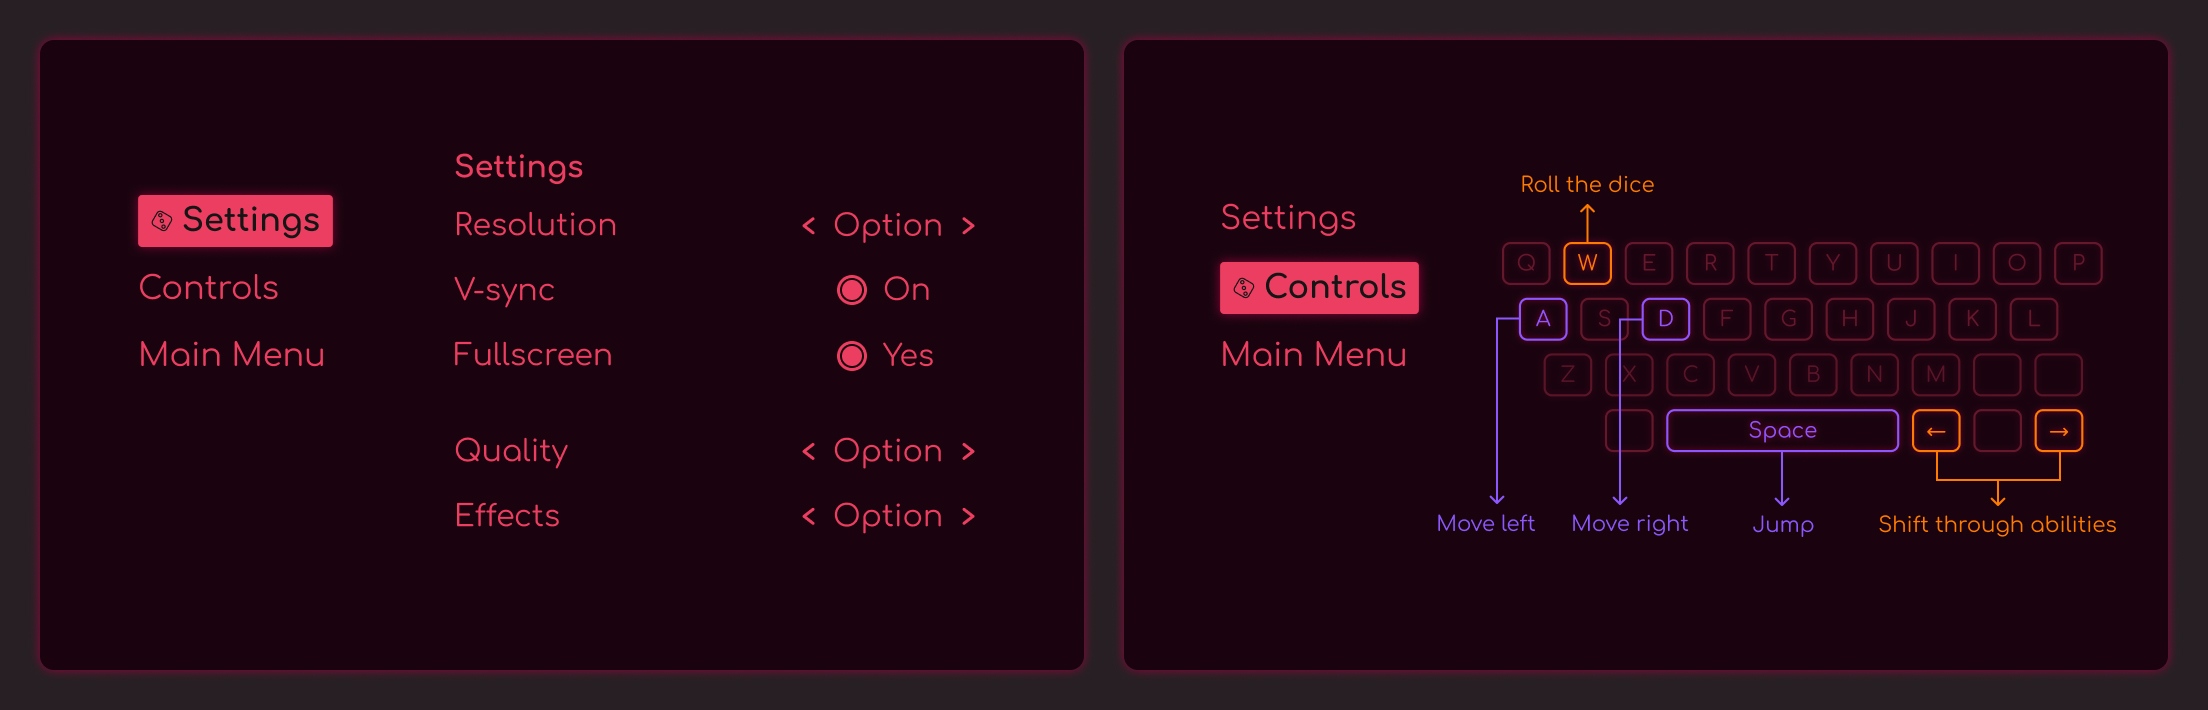 Settings
Controls
Main Menu
Settings
Resolution < Option >
V-sync On
Fullscreen Yes
Quality < Option >
Effects < Option >
Settings
Controls
Main Menu
Roll the dice
Q W E R T Y U I O P
A S D F G H J K L
Z X C V B N M
Space ← →
Move left
Move right
Jump
Shift through abilities